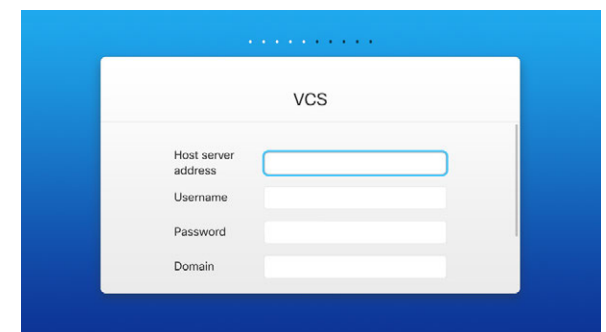 VCS
Host server
address
Username
Password
Domain